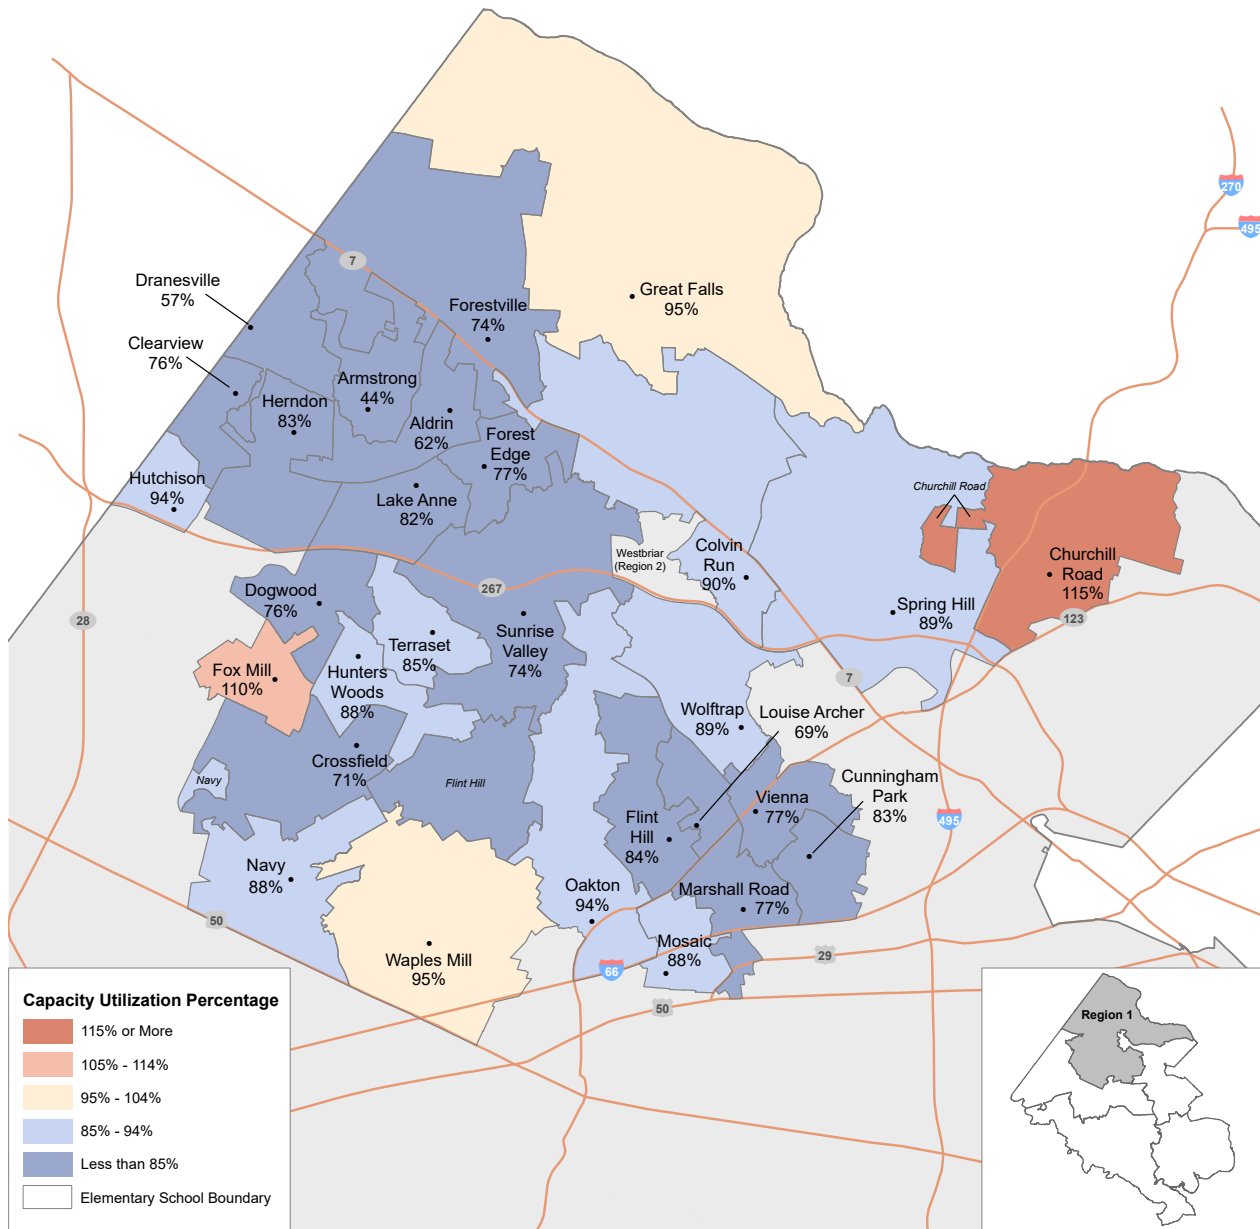 270
495
7
Dranesville
57%
Great Falls
95%
Forestville
74%
Clearview
76%
Armstrong
44%
Herndon
83%
Aldrin
62%
Forest
Edge
77%
Hutchison
94%
Lake Anne
82%
Churchill Road
Westbriar
(Region 2)
Colvin
Run
90%
Churchill
Road
115%
Dogwood
76%
267
Spring Hill
89%
123
28
Terraset
85%
Sunrise
Valley
74%
Fox Mill
110%
Hunters
Woods
88%
7
Wolftrap
89%
Louise Archer
69%
Crossfield
71%
Navy
Flint Hill
Cunningham
Park
83%
Vienna
77%
Flint
Hill
84%
495
Navy
88%
Oakton
94%
Marshall Road
77%
50
Waples Mill
95%
Mosaic
88%
66
29
50
Capacity Utilization Percentage
115% or More
105% - 114%
95% - 104%
85% - 94%
Less than 85%
Elementary School Boundary
Region 1